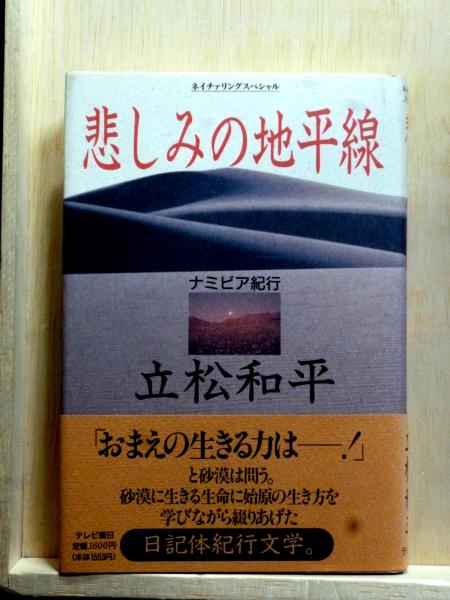 ネイチァリングスペシャル
悲しみの地平線
ナミビア紀行
立松和平
「おまえの生きる力は――!」
と砂漠は問う。
砂漠に生きる生命に始原の生き方を
学びながら綴りあげた
日記体紀行文学。
テレビ朝日
定価1600円
(本体1553円)